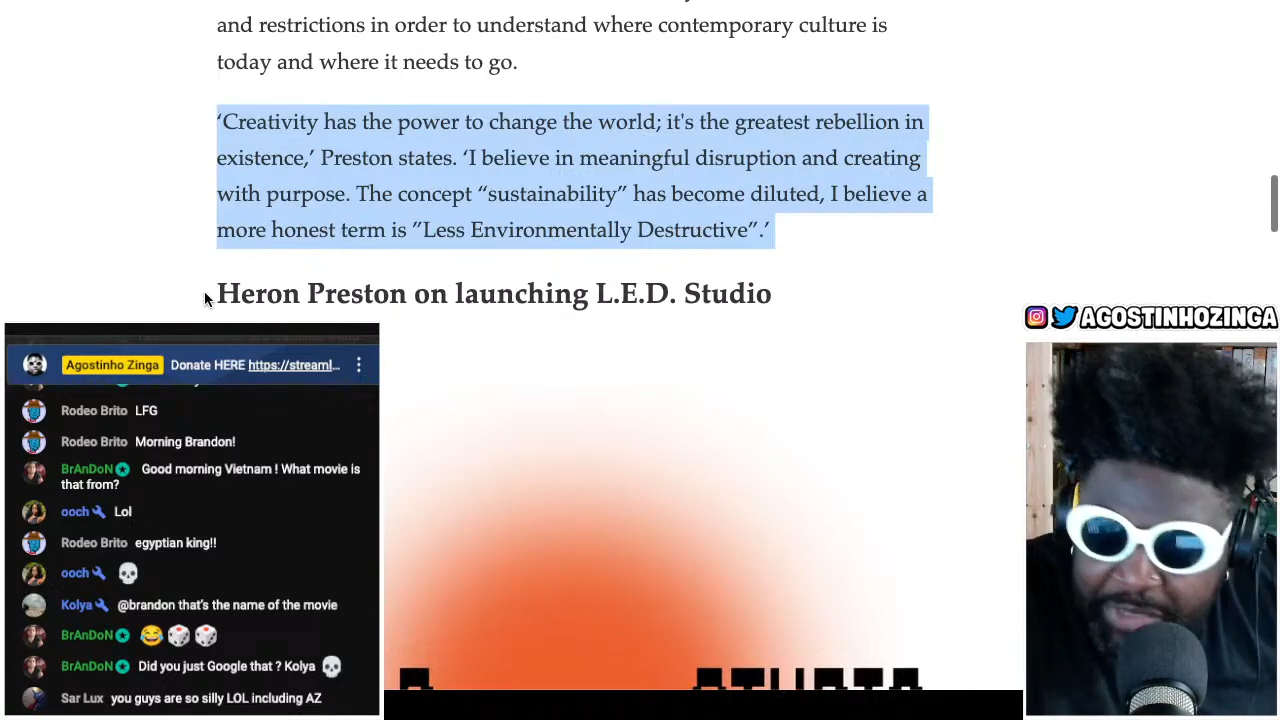 and restrictions in order to understand where contemporary culture is
today and where it needs to go.
‘Creativity has the power to change the world; it's the greatest rebellion in
existence,’ Preston states. ‘I believe in meaningful disruption and creating
with purpose. The concept “sustainability” has become diluted, I believe a
more honest term is ”Less Environmentally Destructive”.’
Heron Preston on launching L.E.D. Studio
AGOSTINHOZINGA
Agostinho Zinga Donate HERE https://streaml...
Rodeo Brito LFG
Rodeo Brito Morning Brandon!
BrAnDoN Good morning Vietnam ! What movie is
that from?
ooch Lol
Rodeo Brito egyptian king!!
ooch 💀
Kolya @brandon that's the name of the movie
BrAnDoN 😂🎲🎲
BrAnDoN Did you just Google that ? Kolya 💀
Sar Lux you guys are so silly LOL including AZ